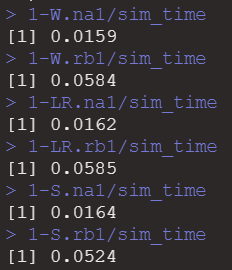 > 1-W.na1/sim_time
[1] 0.0159
> 1-W.rb1/sim_time
[1] 0.0584
> 1-LR.na1/sim_time
[1] 0.0162
> 1-LR.rb1/sim_time
[1] 0.0585
> 1-S.na1/sim_time
[1] 0.0164
> 1-S.rb1/sim_time
[1] 0.0524